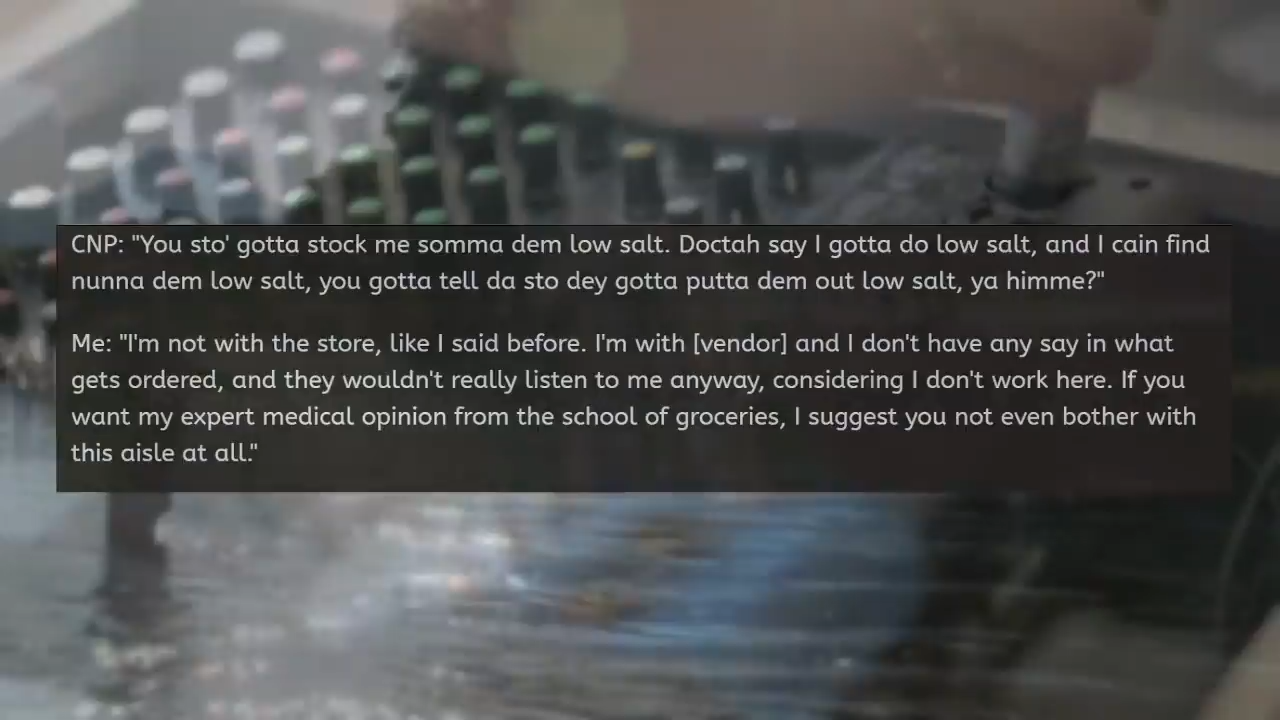 CNP: "You sto' gotta stock me somma dem low salt. Doctah say I gotta do low salt, and I cain find
nunna dem low salt, you gotta tell da sto dey gotta putta dem out low salt, ya himme?"
Me: "I'm not with the store, like I said before. I'm with [vendor] and I don't have any say in what
gets ordered, and they wouldn't really listen to me anyway, considering I don't work here. If you
want my expert medical opinion from the school of groceries, I suggest you not even bother with
this aisle at all."